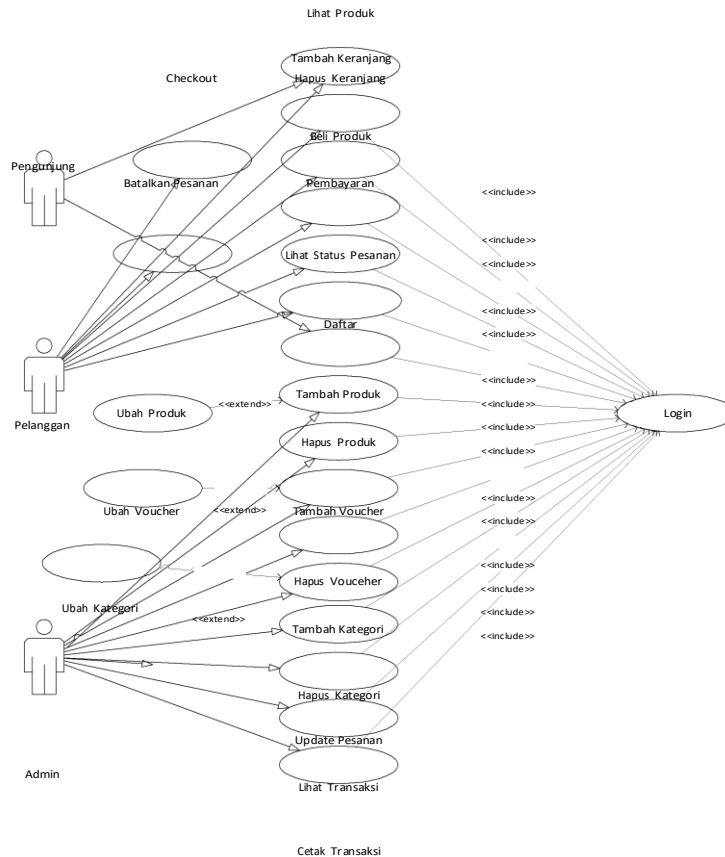 Lihat Produk
Tambah Keranjang
Checkout
Hapus Keranjang
Beli Produk
Pengunjung
Batalkan Pesanan
Pembayaran
<<include>>
<<include>>
Lihat Status Pesanan
<<include>>
<<include>>
Daftar
<<include>>
<<include>>
Tambah Produk
<<extend>>
<<include>>
Ubah Produk
Login
Pelanggan
<<include>>
Hapus Produk
<<include>>
<<include>>
Ubah Voucher
<<extend>>
Tambah Voucher
<<include>>
<<include>>
Hapus Vouceher
<<include>>
Ubah Kategori
<<include>>
<<extend>>
Tambah Kategori
<<include>>
Hapus Kategori
Update Pesanan
Admin
Lihat Transaksi
Cetak Transaksi